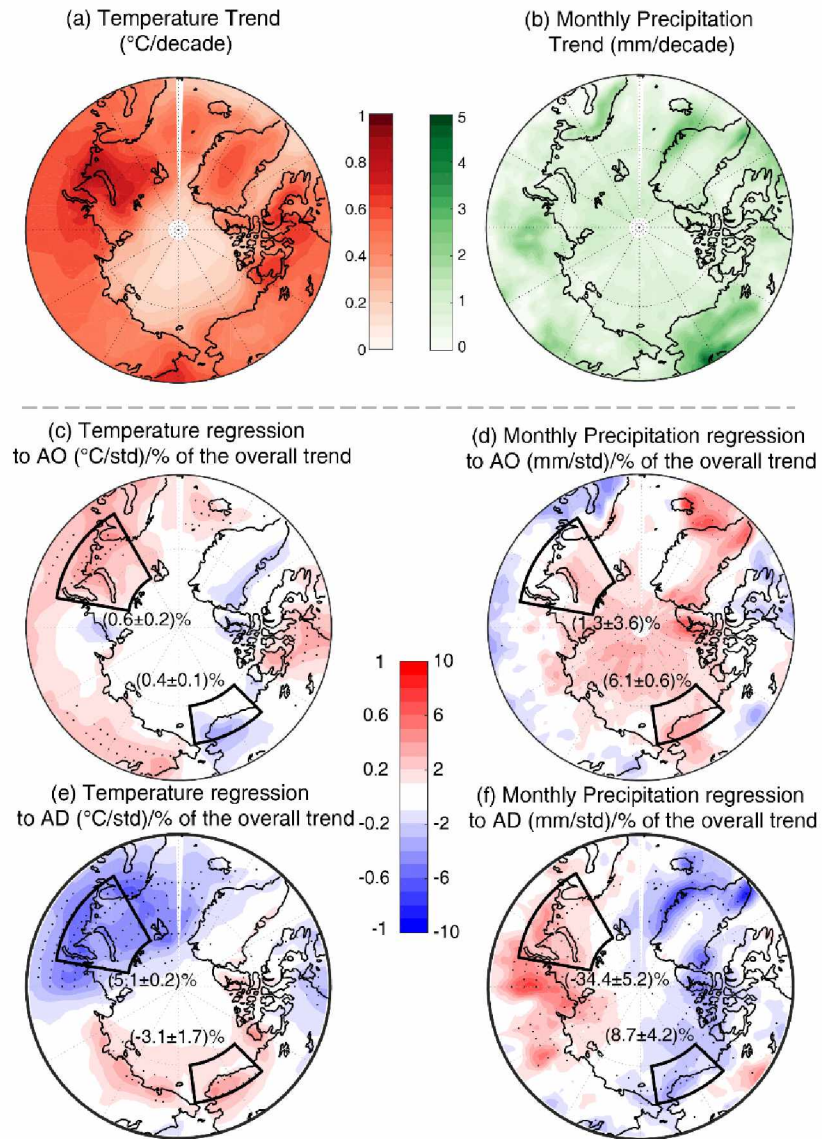 (a) Temperature Trend
(°C/decade)
(b) Monthly Precipitation
Trend (mm/decade)
1
0.8
0.6
0.4
0.2
0
5
4
3
2
1
0
(c) Temperature regression
to AO (°C/std)/% of the overall trend
(d) Monthly Precipitation regression
to AO (mm/std)/% of the overall trend
(0.6±0.2)%
(0.4±0.1)%
(1.3±3.6)%
(6.1±0.6)%
1 10
0.6 6
0.2 2
-0.2 -2
-0.6 -6
-1 -10
(e) Temperature regression
to AD (°C/std)/% of the overall trend
(f) Monthly Precipitation regression
to AD (mm/std)/% of the overall trend
(5.1±0.2)%
(-3.1±1.7)%
(-34.4±5.2)%
(8.7±4.2)%